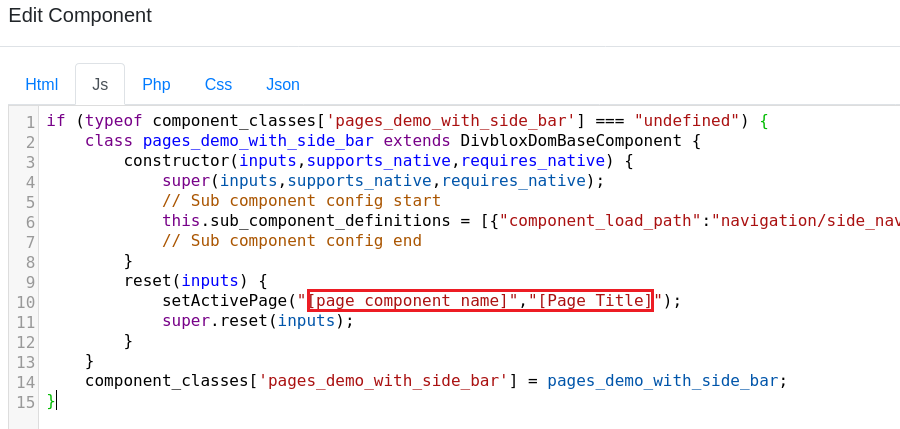 Edit Component
Html Js Php Css Json
1 if (typeof component_classes['pages_demo_with_side_bar'] === "undefined") {
2 class pages_demo_with_side_bar extends DivbloxDomBaseComponent {
3 constructor(inputs,supports_native,requires_native) {
4 super(inputs,supports_native,requires_native);
5 // Sub component config start
6 this.sub_component_definitions = [{"component_load_path":"navigation/side_nav
7 // Sub component config end
8 }
9 reset(inputs) {
10 setActivePage("[page component name]","[Page Title]");
11 super.reset(inputs);
12 }
13 }
14 component_classes['pages_demo_with_side_bar'] = pages_demo_with_side_bar;
15 }